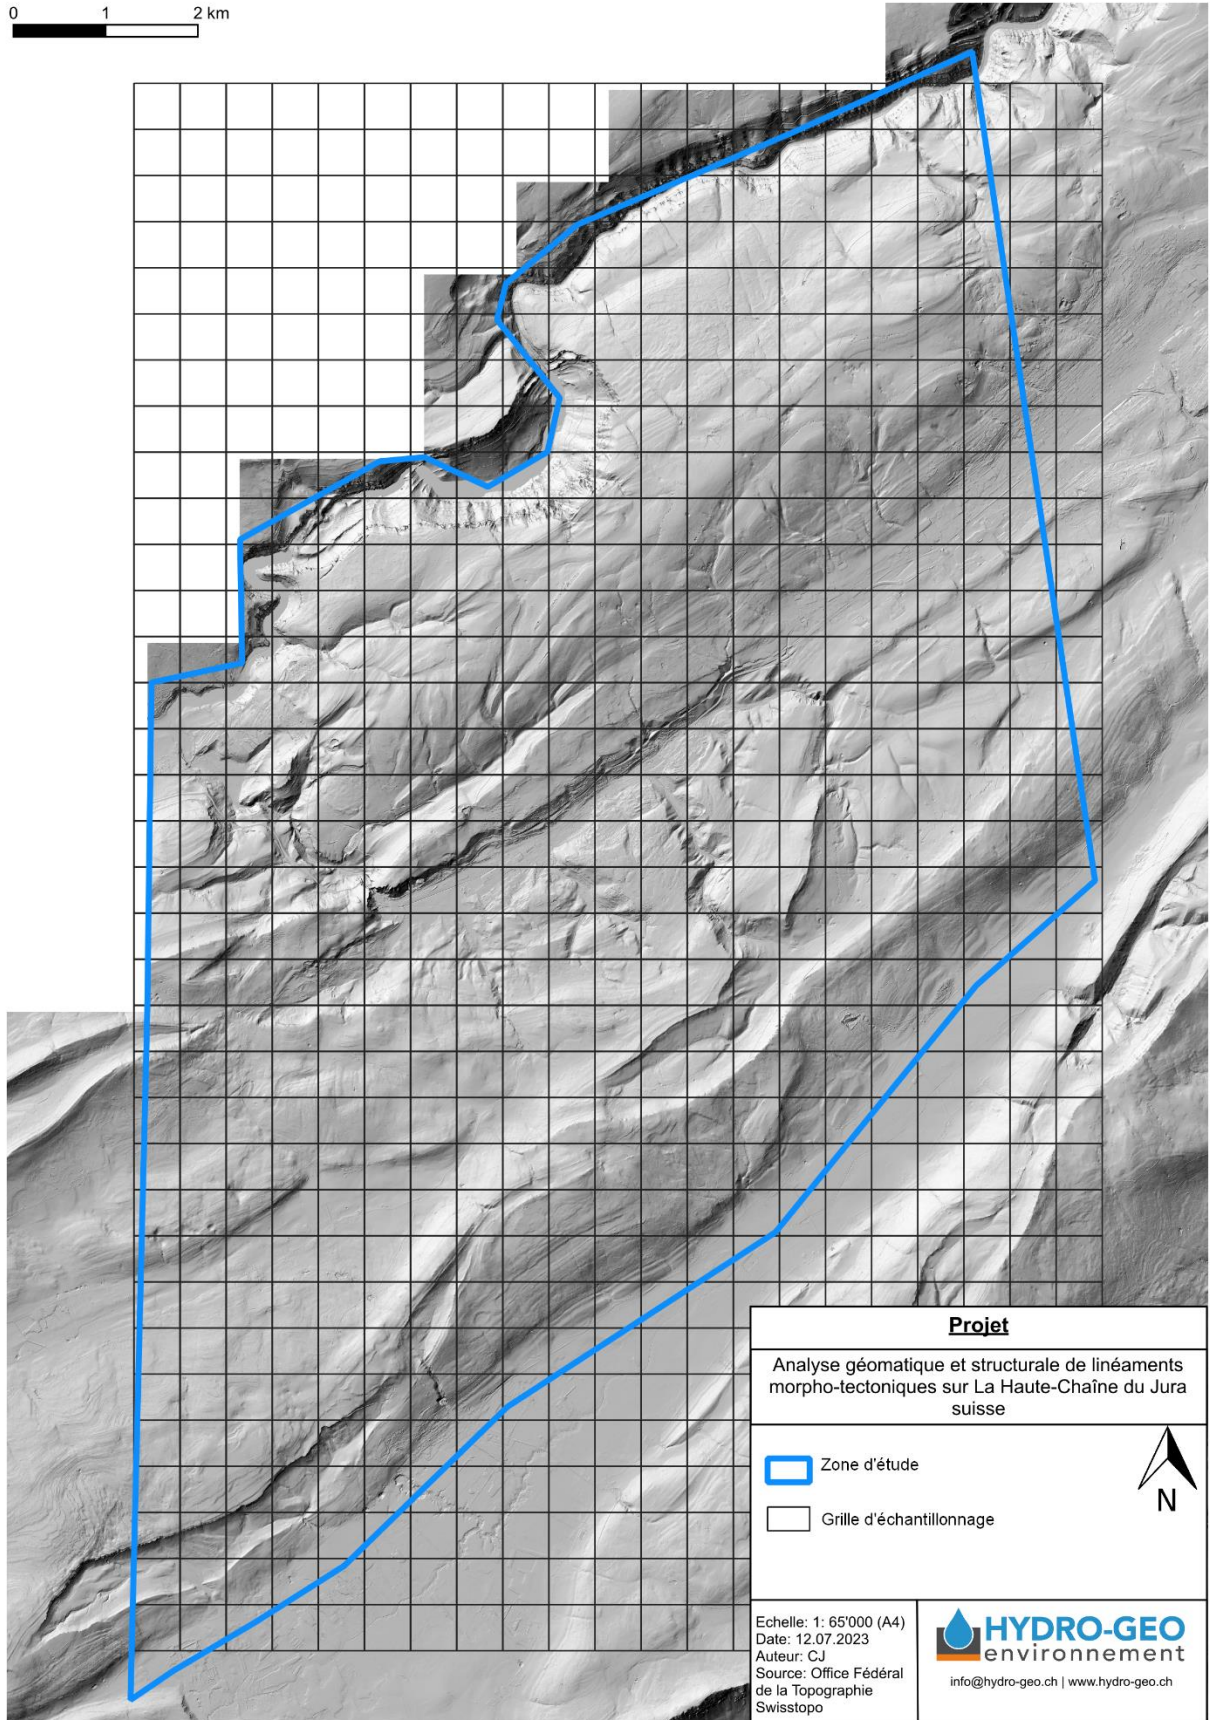 0 1 2 km
Projet
Analyse géomatique et structurale de linéaments
morpho-tectoniques sur La Haute-Chaîne du Jura
suisse
Zone d'étude
N
Grille d'échantillonnage
Echelle: 1: 65'000 (A4)
Date: 12.07.2023
Auteur: CJ
Source: Office Fédéral
de la Topographie
Swisstopo
HYDRO-GEO
environnement
info@hydro-geo.ch | www.hydro-geo.ch